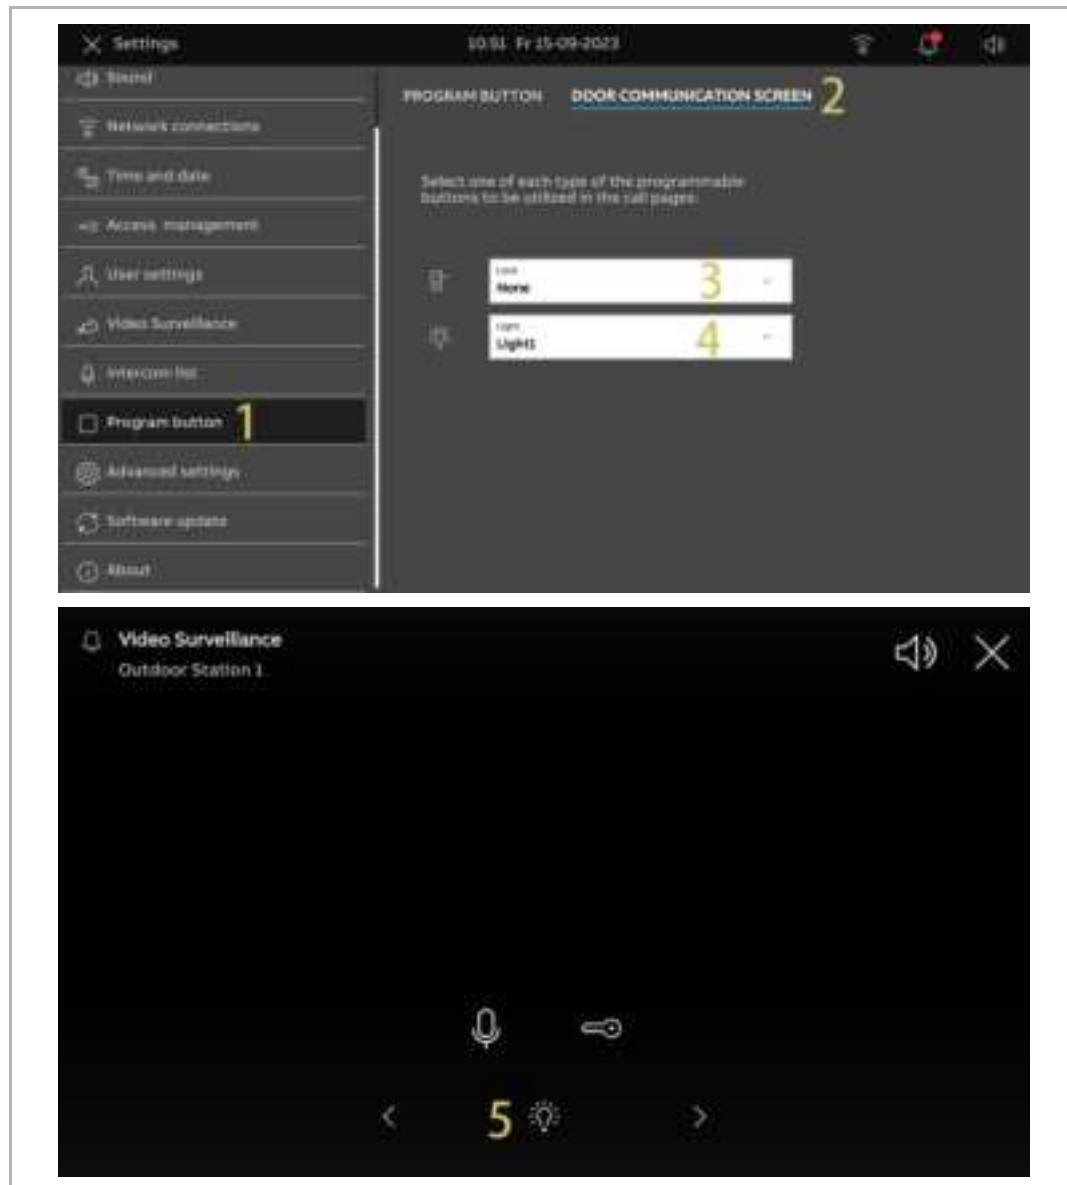 Settings
10:51 Fr 15-09-2023
Sound
Network connections
Time and date
Access management
User settings
Video Surveillance
Intercom list
Program button 1
Advanced settings
Software update
About
PROGRAM BUTTON DOOR COMMUNICATION SCREEN 2
Select one of each type of the programmable
buttons to be utilized in the call pages
Lock
None
3
Light
Light1
4
Video Surveillance
Outdoor Station 1
5